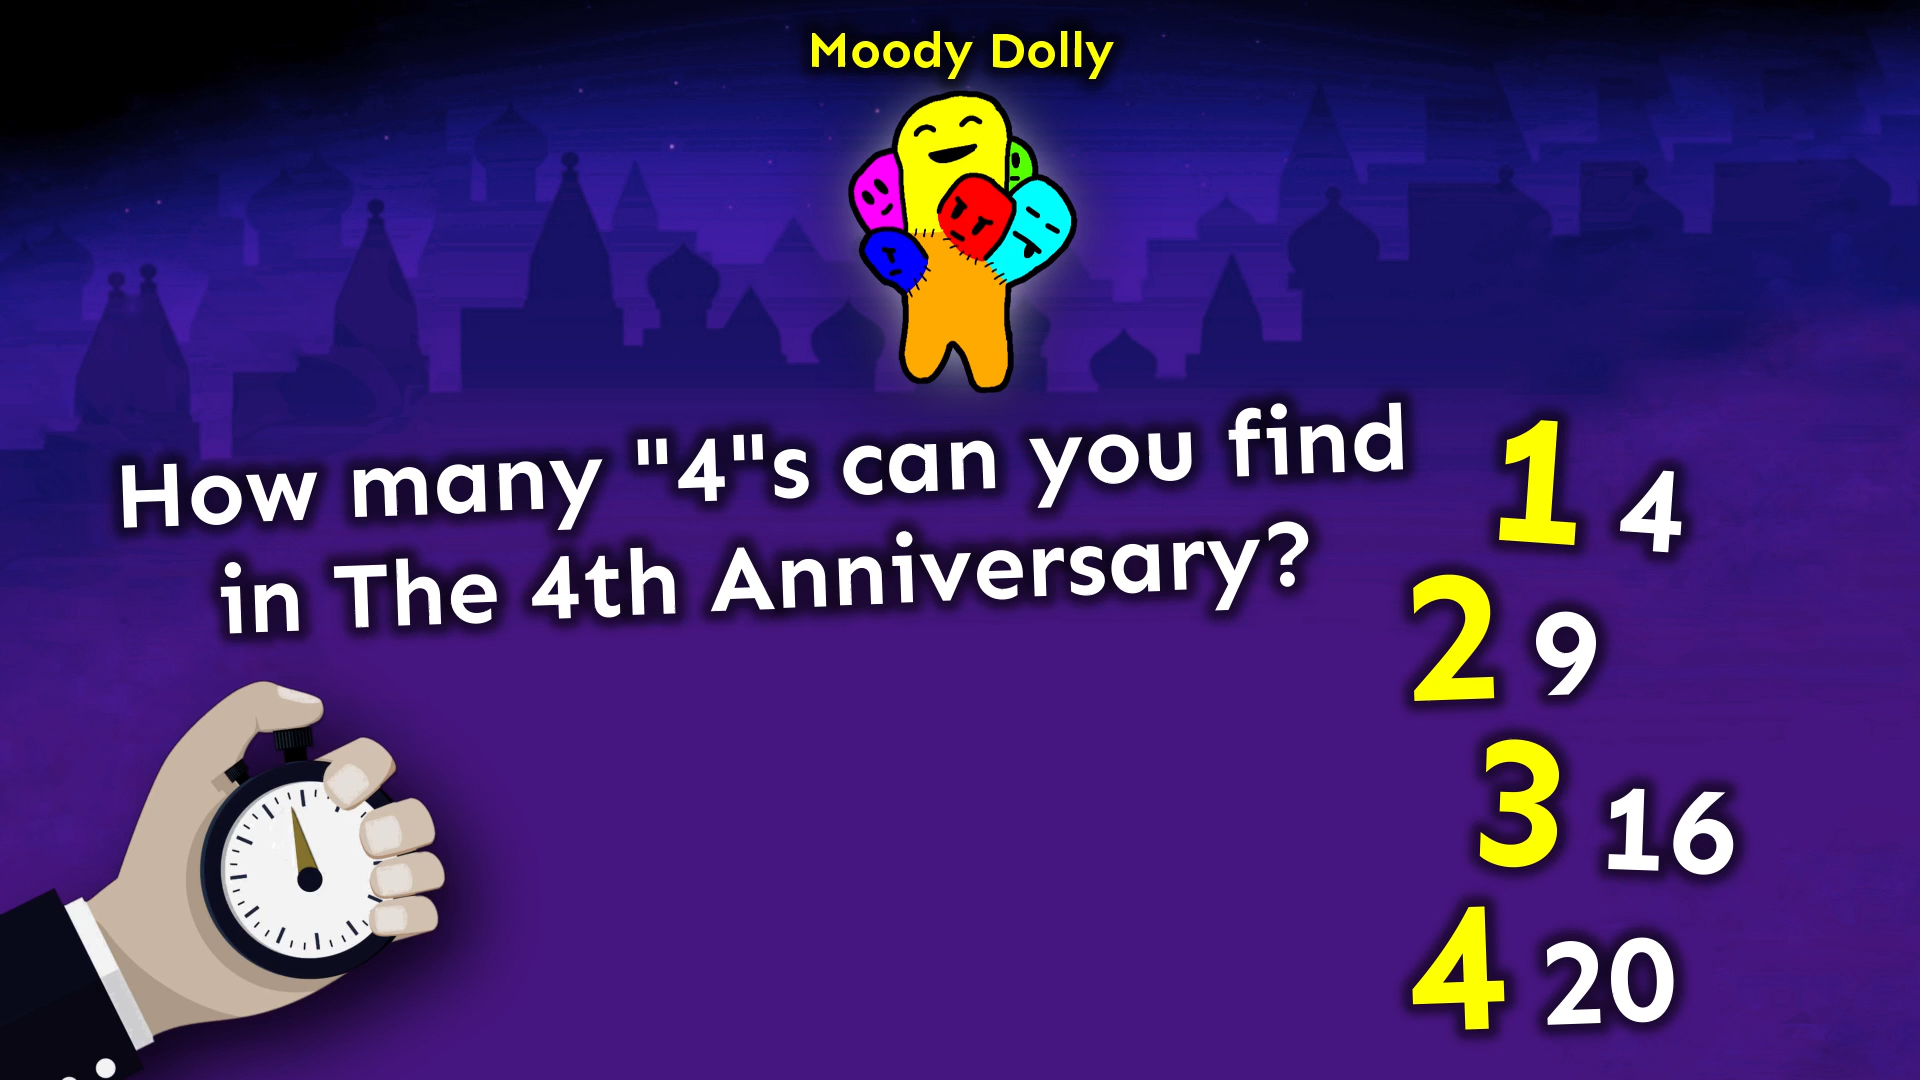 Moody Dolly
How many "4"s can you find
in The 4th Anniversary?
1 4
2 9
3 16
4 20